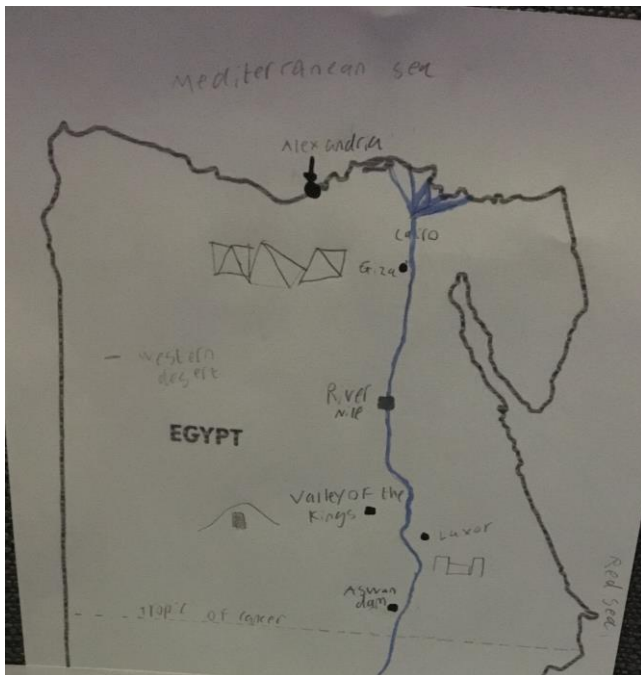 Mediterranean sea
Alexandria
Cairo
Giza
western
desert
River
Nile
EGYPT
Valley OF the
Kings
Luxor
Aswan
dam
Red sea
Tropic of cancer